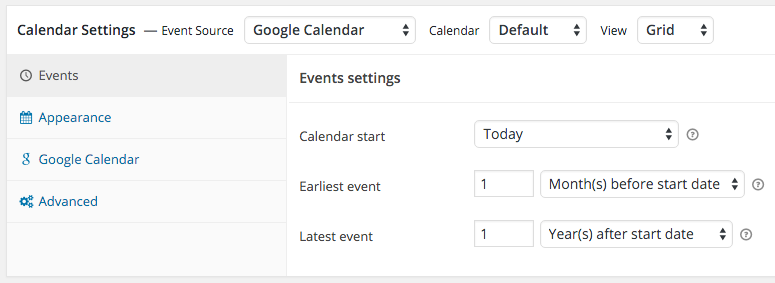 Calendar Settings — Event Source Google Calendar Calendar Default View Grid
Events
Appearance
Google Calendar
Advanced
Events settings
Calendar start Today
Earliest event 1 Month(s) before start date
Latest event 1 Year(s) after start date